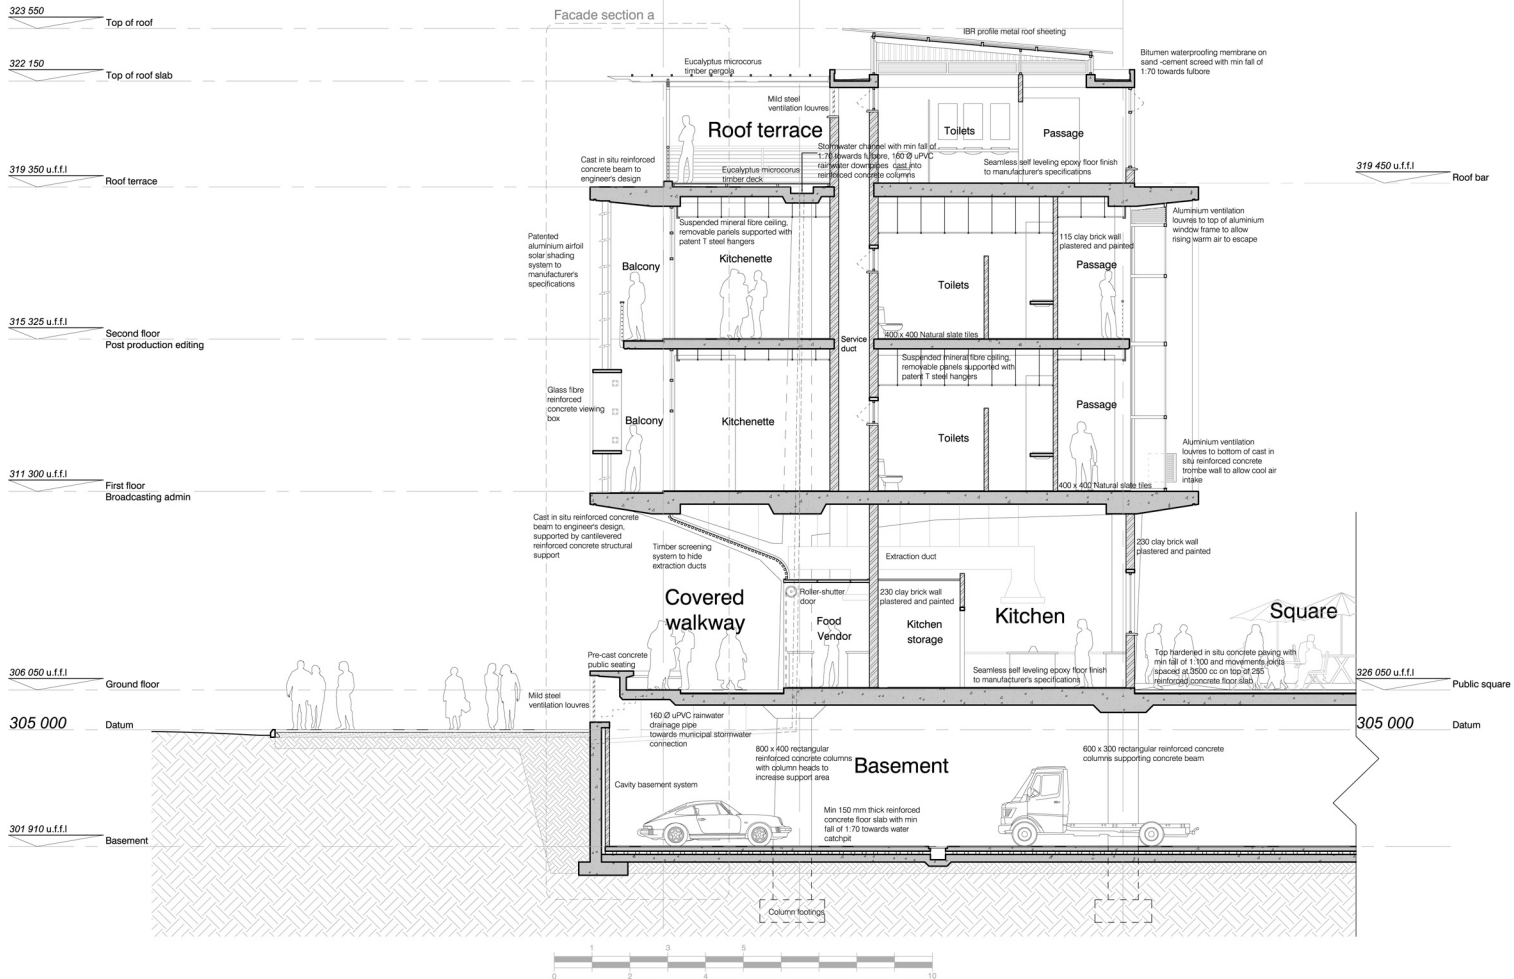 323 550
Top of roof
Facade section a
IBR profile metal roof sheeting
322 150
Top of roof slab
Eucalyptus microcorus
timber pergola
Bitumen waterproofing membrane on
sand -cement screed with min fall of
1:70 towards fulbore
Mild steel
ventilation louvres
Roof terrace
Toilets
Passage
Stormwater channel with min fall of
1:70 towards fulbore, 160 Ø uPVC
rainwater downpipes cast into
reinforced concrete columns
Cast in situ reinforced
concrete beam to
engineer's design
Eucalyptus microcorus
timber deck
Seamless self leveling epoxy floor finish
to manufacturer's specifications
319 350 u.f.f.l
Roof terrace
319 450 u.f.f.l
Roof bar
Patented
aluminium airfoil
solar shading
system to
manufacturer's
specifications
Suspended mineral fibre ceiling,
removable panels supported with
patent T steel hangers
Balcony
Kitchenette
Toilets
115 clay brick wall
plastered and painted
Passage
Aluminium ventilation
louvres to top of aluminium
window frame to allow
rising warm air to escape
400 x 400 Natural slate tiles
315 325 u.f.f.l
Second floor
Post production editing
Service
duct
Suspended mineral fibre ceiling,
removable panels supported with
patent T steel hangers
Glass fibre
reinforced
concrete viewing
box
Balcony
Kitchenette
Toilets
Passage
Aluminium ventilation
louvres to bottom of cast in
situ reinforced concrete
trombe wall to allow cool air
intake
400 x 400 Natural slate tiles
311 300 u.f.f.l
First floor
Broadcasting admin
Cast in situ reinforced concrete
beam to engineer's design,
supported by cantilevered
reinforced concrete structural
support
Timber screening
system to hide
extraction ducts
Extraction duct
230 clay brick wall
plastered and painted
Covered
walkway
Roller-shutter
door
230 clay brick wall
plastered and painted
Food
Vendor
Kitchen
storage
Kitchen
Square
Pre-cast concrete
public seating
Seamless self leveling epoxy floor finish
to manufacturer's specifications
Top hardened in situ concrete paving with
min fall of 1:100 and movements joints
spaced at 3500 cc on top of 255
reinforced concrete floor slab
306 050 u.f.f.l
Ground floor
326 050 u.f.f.l
Public square
Mild steel
ventilation louvres
305 000
Datum
305 000
Datum
160 Ø uPVC rainwater
drainage pipe
towards municipal stormwater
connection
800 x 400 rectangular
reinforced concrete columns
with column heads to
increase support area
Basement
600 x 300 rectangular reinforced concrete
columns supporting concrete beam
Cavity basement system
Min 150 mm thick reinforced
concrete floor slab with min
fall of 1:70 towards water
catchpit
301 910 u.f.f.l
Basement
Column footings
1 3 5
0 2 4 10